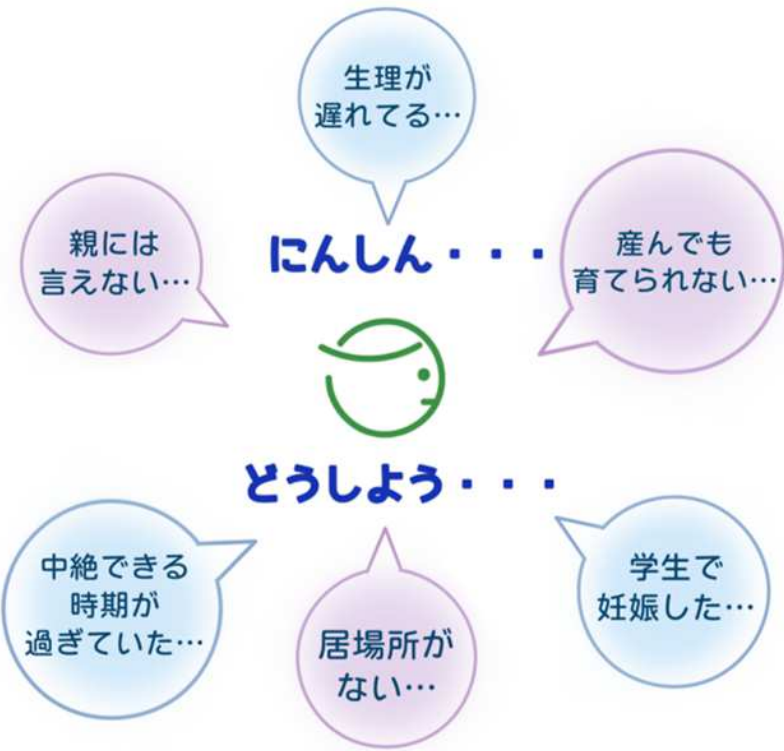 生理が
遅れてる…
親には
言えない…
にんしん・・・
産んでも
育てられない…
どうしよう・・・
中絶できる
時期が
過ぎていた…
居場所が
ない…
学生で
妊娠した…